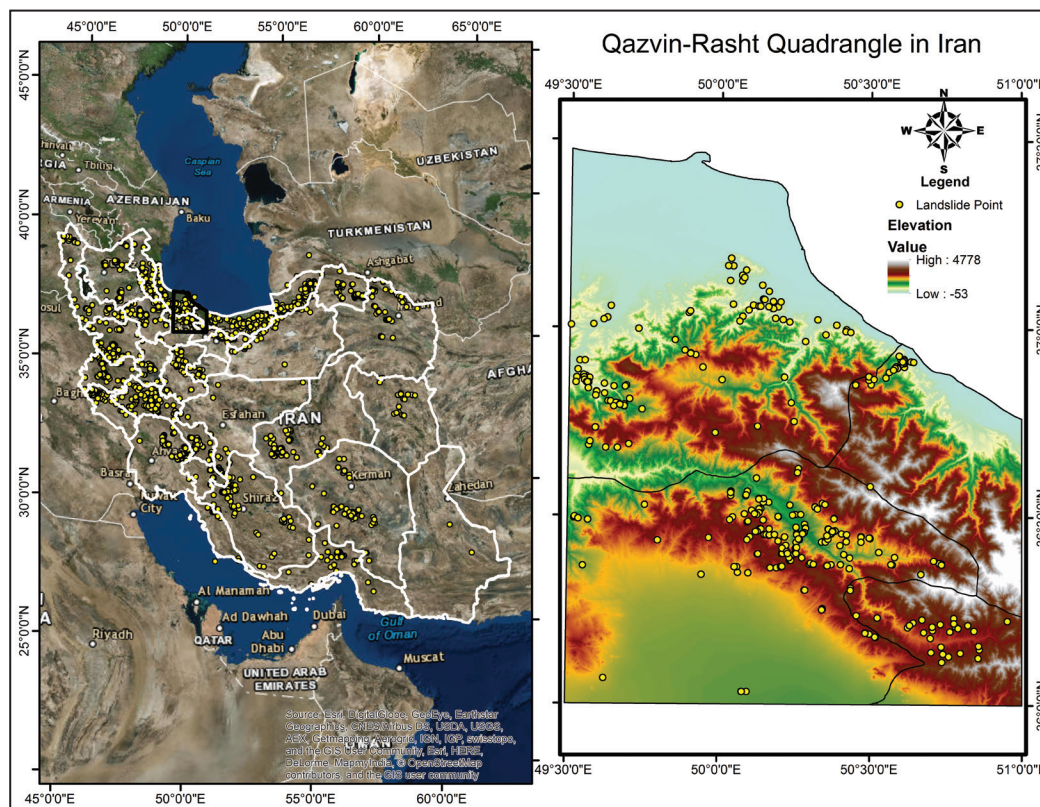 45°0'0"E 50°0'0"E 55°0'0"E 60°0'0"E 65°0'0"E
45°0'0"N
40°0'0"N
35°0'0"N
30°0'0"N
25°0'0"N
Tbilisi
ARMENIA
AZERBAIJAN
Yerevan
Baku
Caspian
Sea
UZBEKISTAN
TURKMENISTAN
Ashgabat
Esfahan
IRAN
Basra
Kerman
Zahedan
Shiraz
City
Al Manamah
Ad Dawhah
Dubai
QATAR
Abu
Dhabi
Gulf
of Oman
Riyadh
Muscat
UNITED ARAB
EMIRATES
OMAN
Source: Esri, DigitalGlobe, GeoEye, Earthstar
Geographics, CNES/Airbus DS, USDA, USGS,
AEX, Getmapping, Aerogrid, IGN, IGP, swisstopo,
and the GIS User Community, Esri, HERE,
DeLorme, MapmyIndia, © OpenStreetMap
contributors, and the GIS user community
45°0'0"E 50°0'0"E 55°0'0"E 60°0'0"E
Qazvin-Rasht Quadrangle in Iran
49°30'0"E 50°0'0"E 50°30'0"E 51°0'0"E
N
W E
S
Legend
Landslide Point
Elevation
Value
High : 4778
Low : -53
37°0'0"N
36°0'0"N
49°30'0"E 50°0'0"E 50°30'0"E 51°0'0"E